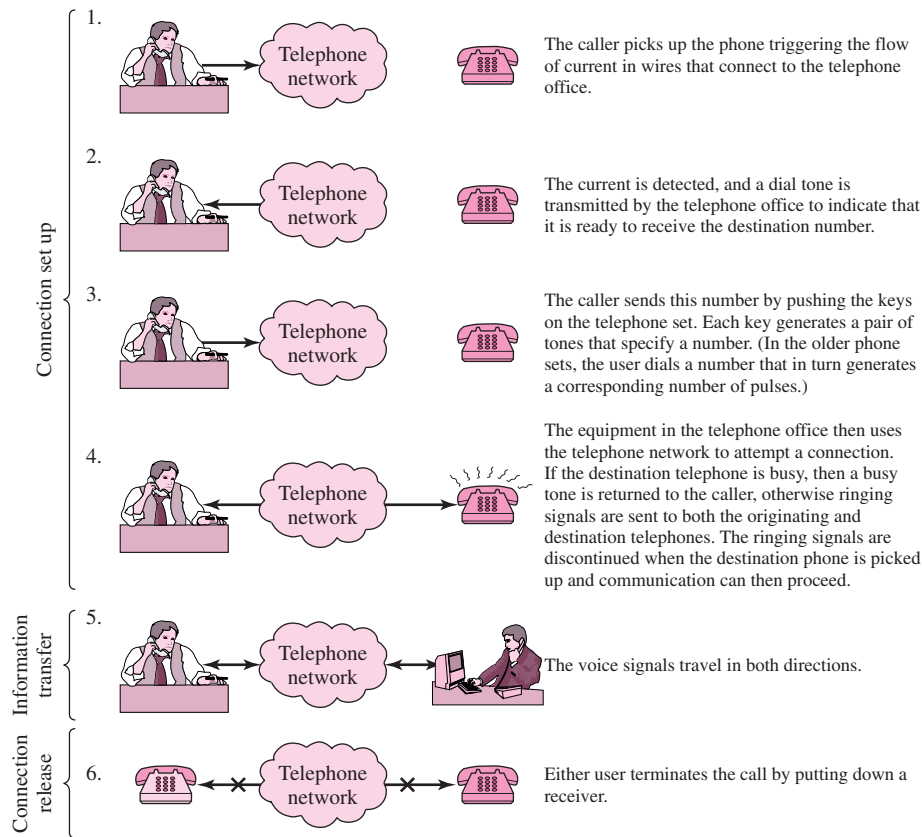 Connection set up
1.
Telephone
network
The caller picks up the phone triggering the flow
of current in wires that connect to the telephone
office.
2.
Telephone
network
The current is detected, and a dial tone is
transmitted by the telephone office to indicate that
it is ready to receive the destination number.
3.
Telephone
network
The caller sends this number by pushing the keys
on the telephone set. Each key generates a pair of
tones that specify a number. (In the older phone
sets, the user dials a number that in turn generates
a corresponding number of pulses.)
4.
Telephone
network
The equipment in the telephone office then uses
the telephone network to attempt a connection.
If the destination telephone is busy, then a busy
tone is returned to the caller, otherwise ringing
signals are sent to both the originating and
destination telephones. The ringing signals are
discontinued when the destination phone is picked
up and communication can then proceed.
Information
transfer
5.
Telephone
network
The voice signals travel in both directions.
Connection
release
6.
Telephone
network
Either user terminates the call by putting down a
receiver.